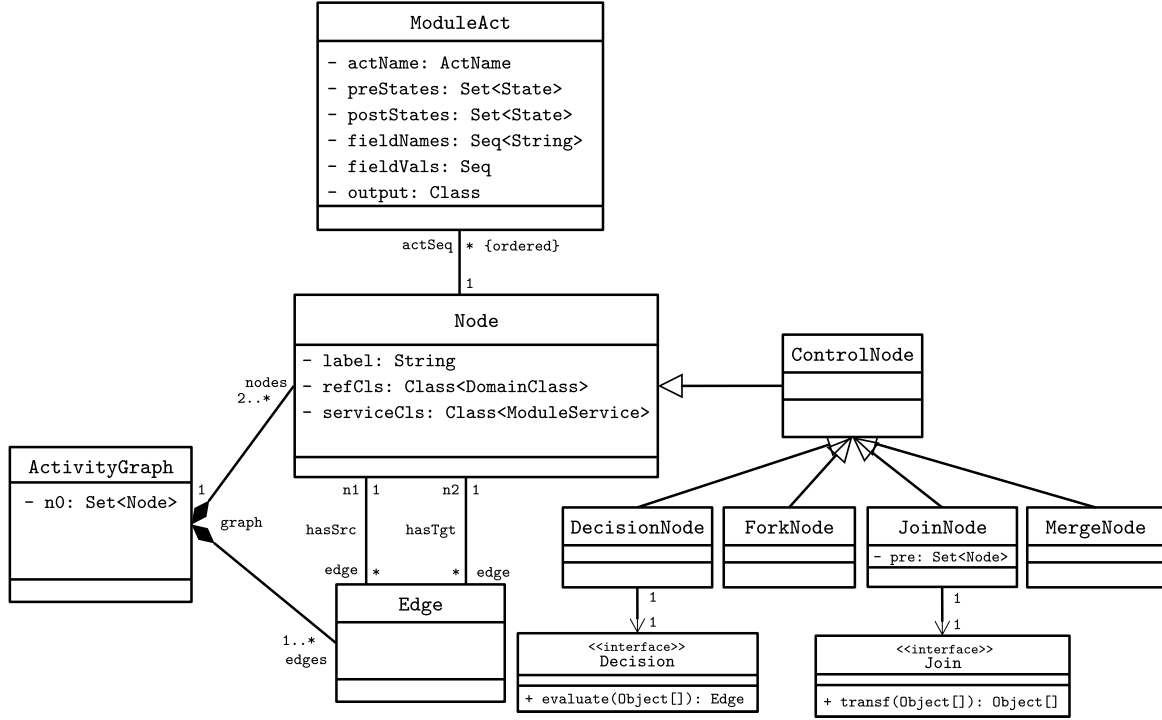 ModuleAct
- actName: ActName
- preStates: Set<State>
- postStates: Set<State>
- fieldNames: Seq<String>
- fieldVals: Seq
- output: Class
actSeq * {ordered}
1
Node
- label: String
- refCls: Class<DomainClass>
- serviceCls: Class<ModuleService>
ControlNode
nodes
2..*
ActivityGraph
- n0: Set<Node>
1
graph
n1 1
n2 1
hasSrc
hasTgt
edge *
* edge
Edge
1..*
edges
DecisionNode
ForkNode
JoinNode
- pre: Set<Node>
MergeNode
1
1
<<interface>>
Decision
+ evaluate(Object[]): Edge
1
1
<<interface>>
Join
+ transf(Object[]): Object[]